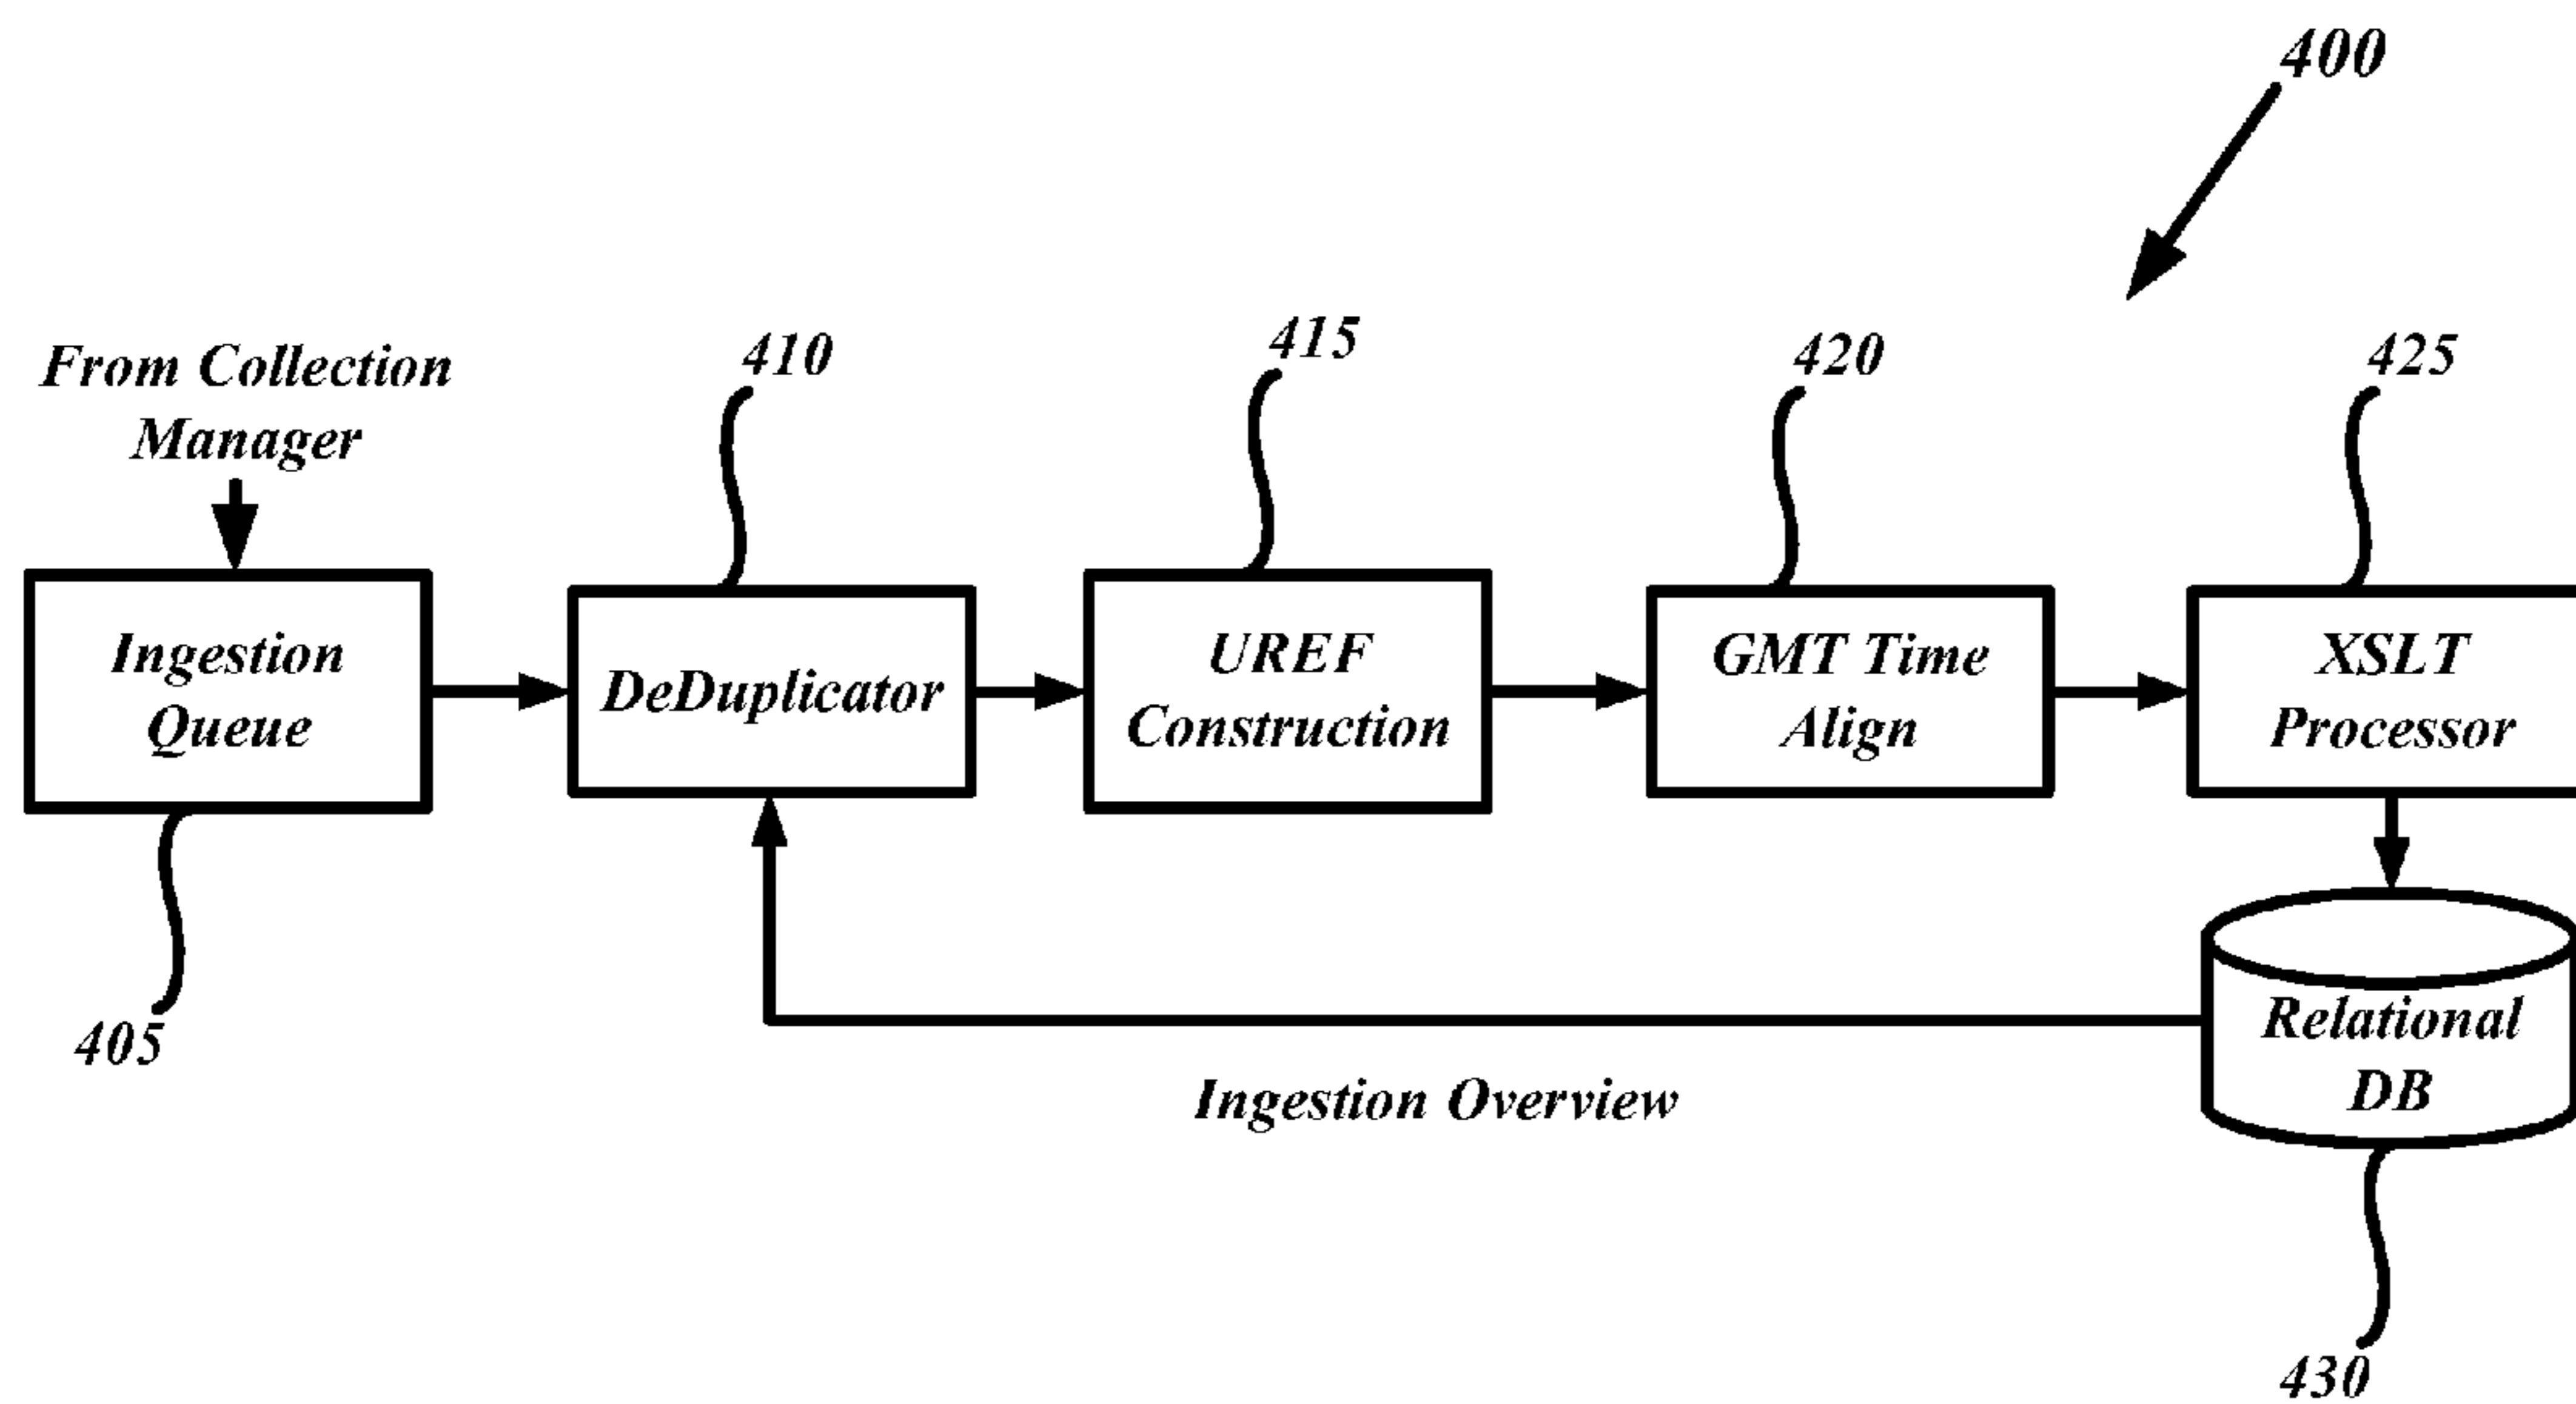 400
From Collection
Manager
410
415
420
425
Ingestion
Queue
DeDuplicator
UREF
Construction
GMT Time
Align
XSLT
Processor
405
Relational
DB
Ingestion Overview
430